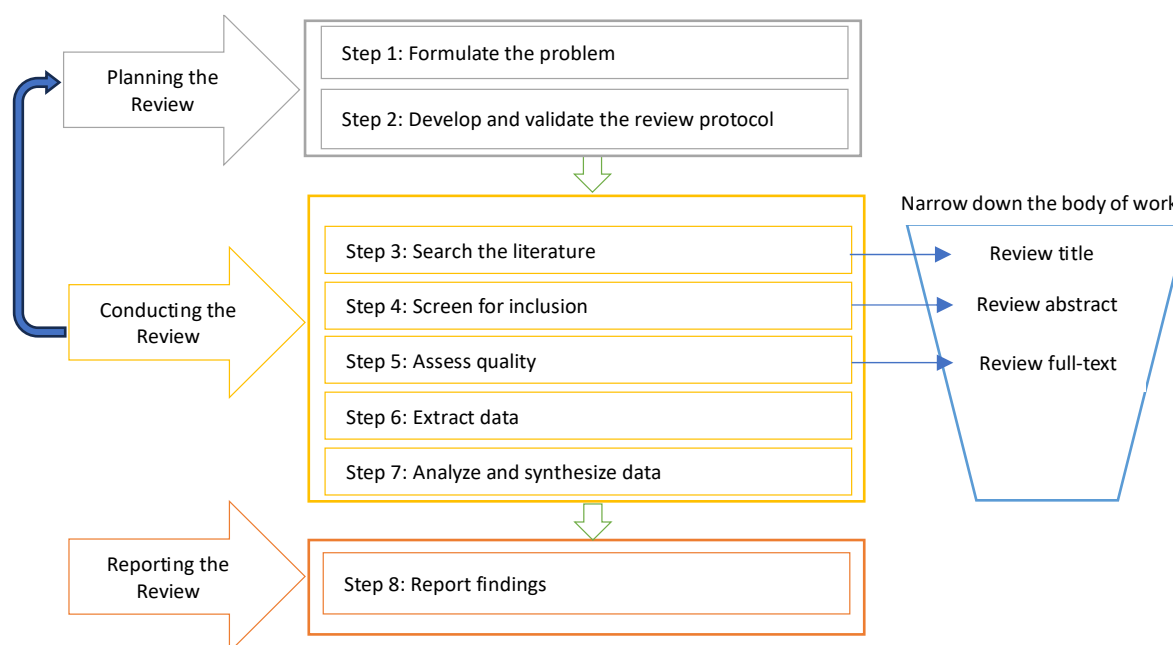 Planning the
Review
Step 1: Formulate the problem
Step 2: Develop and validate the review protocol
Conducting the
Review
Step 3: Search the literature
Step 4: Screen for inclusion
Step 5: Assess quality
Step 6: Extract data
Step 7: Analyze and synthesize data
Narrow down the body of work
Review title
Review abstract
Review full-text
Reporting the
Review
Step 8: Report findings